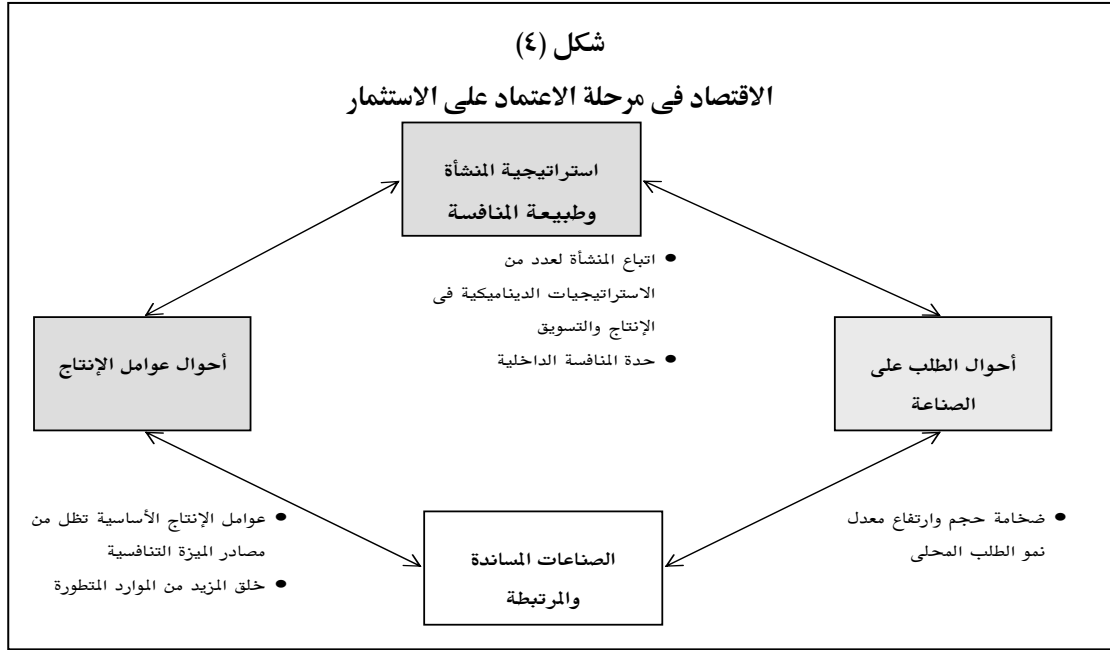 شكل (٤)
الاقتصاد فى مرحلة الاعتماد على الاستثمار
استراتيجية المنشأة
وطبيعة المنافسة
● اتباع المنشأة لعدد من
الاستراتيجيات الديناميكية فى
الإنتاج والتسويق
● حدة المنافسة الداخلية
أحوال الطلب على
الصناعة
● ضخامة حجم وارتفاع معدل
نمو الطلب المحلى
أحوال عوامل الإنتاج
● عوامل الإنتاج الأساسية تظل من
مصادر الميزة التنافسية
● خلق المزيد من الموارد المتطورة
الصناعات المساندة
والمرتبطة